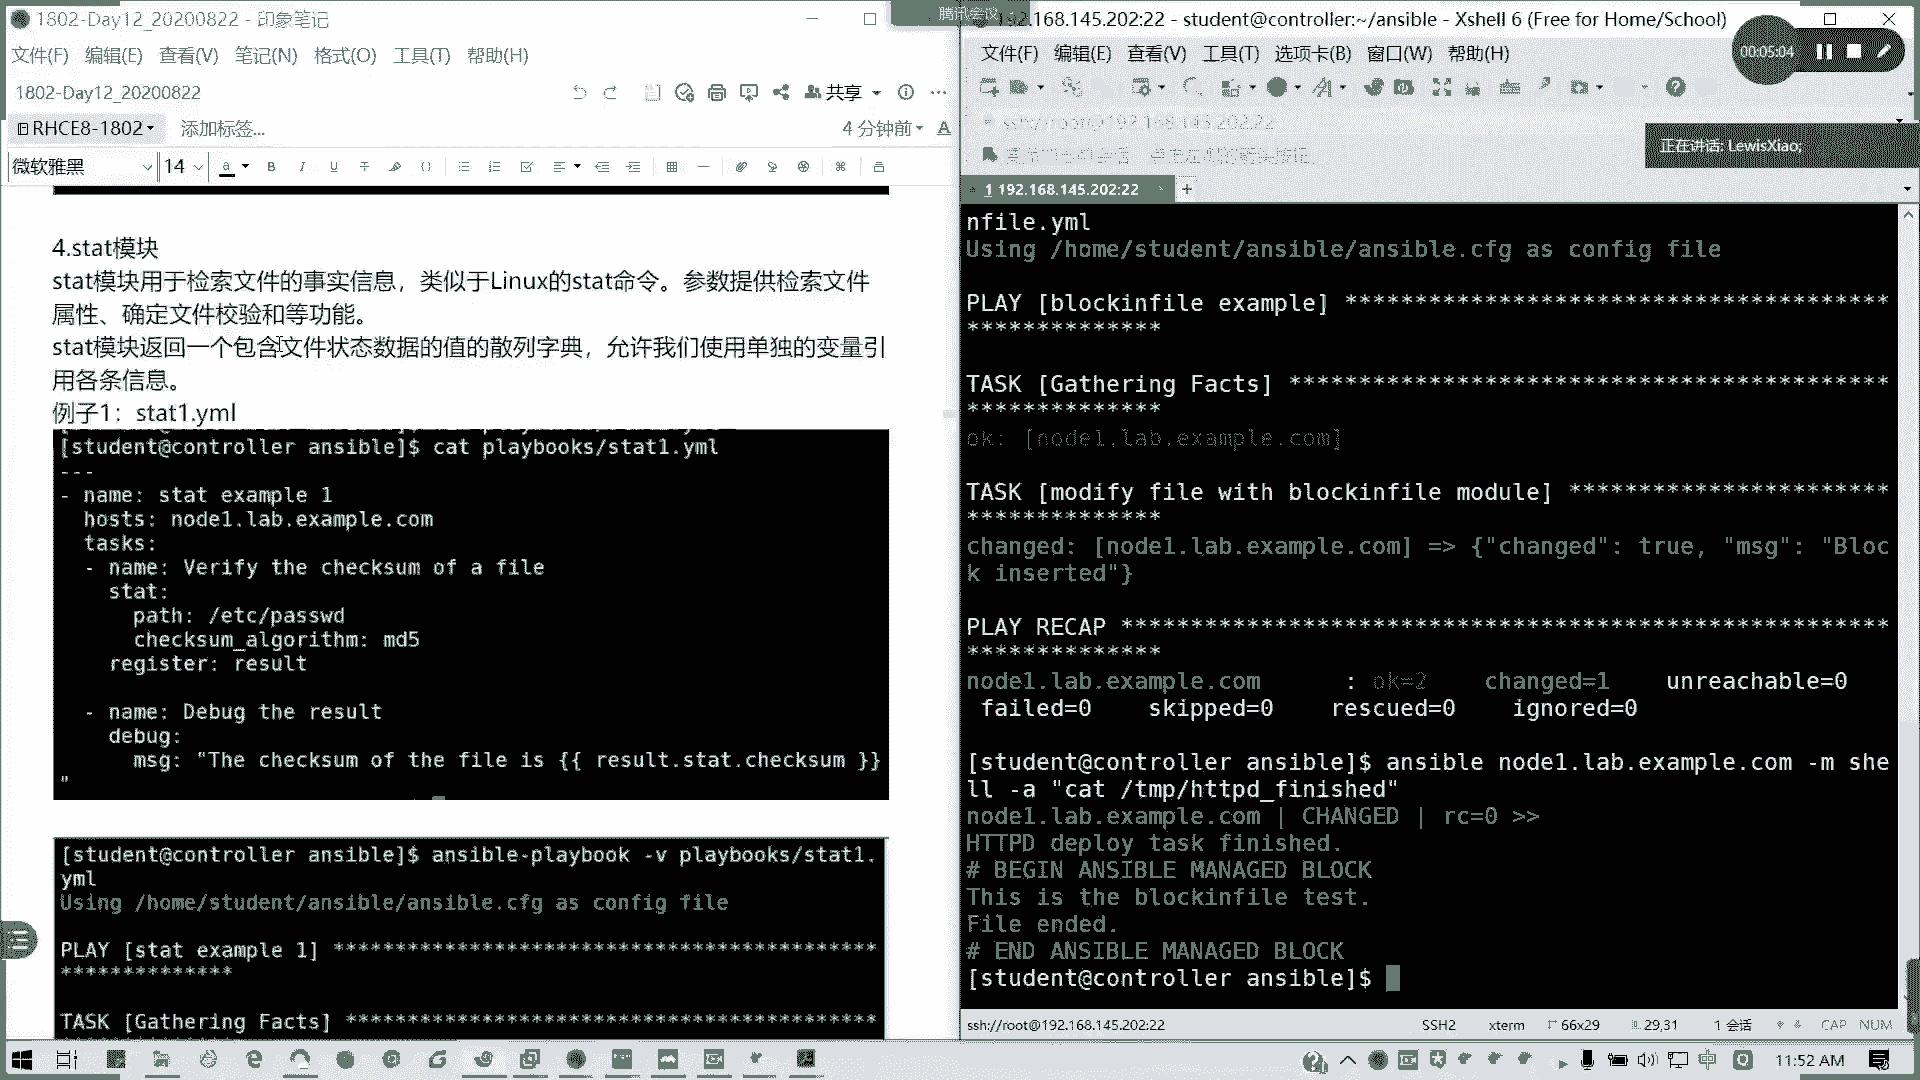 1802-Day12_20200822 - 印象笔记
文件(F) 编辑(E) 查看(V) 笔记(N) 格式(O) 工具(T) 帮助(H)
1802-Day12_20200822
共享
RHCE8-1802
添加标签...
4 分钟前
微软雅黑
14
4.stat模块
stat模块用于检索文件的事实信息，类似于Linux的stat命令。参数提供检索文件
属性、确定文件校验和等功能。
stat模块返回一个包含文件状态数据的值的散列字典，允许我们使用单独的变量引
用各条信息。
例子1：stat1.yml
[student@controller ansible]$ cat playbooks/stat1.yml
---
- name: stat example 1
hosts: node1.lab.example.com
tasks:
- name: Verify the checksum of a file
stat:
path: /etc/passwd
checksum_algorithm: md5
register: result
- name: Debug the result
debug:
msg: "The checksum of the file is {{ result.stat.checksum }}
"
[student@controller ansible]$ ansible-playbook -v playbooks/stat1.
yml
Using /home/student/ansible/ansible.cfg as config file
PLAY [stat example 1] ********************************************
**************
TASK [Gathering Facts] *******************************************
腾讯会议
192.168.145.202:22 - student@controller:~/ansible - Xshell 6 (Free for Home/School)
00:05:04
文件(F) 编辑(E) 查看(V) 工具(T) 选项卡(B) 窗口(W) 帮助(H)
ssh://root@192.168.145.202:22
正在讲话: LewisXiao;
1 192.168.145.202:22
nfile.yml
Using /home/student/ansible/ansible.cfg as config file
PLAY [blockinfile example] ***************************************
**************
TASK [Gathering Facts] *******************************************
**************
ok: [node1.lab.example.com]
TASK [modify file with blockinfile module] ***********************
**************
changed: [node1.lab.example.com] => {"changed": true, "msg": "Bloc
k inserted"}
PLAY RECAP *******************************************************
**************
node1.lab.example.com : ok=2 changed=1 unreachable=0
failed=0 skipped=0 rescued=0 ignored=0
[student@controller ansible]$ ansible node1.lab.example.com -m she
ll -a "cat /tmp/httpd_finished"
node1.lab.example.com | CHANGED | rc=0 >>
HTTPD deploy task finished.
# BEGIN ANSIBLE MANAGED BLOCK
This is the blockinfile test.
File ended.
# END ANSIBLE MANAGED BLOCK
[student@controller ansible]$
ssh://root@192.168.145.202:22
SSH2
xterm
66x29
29,31
1 会话
CAP
NUM
中
11:52 AM